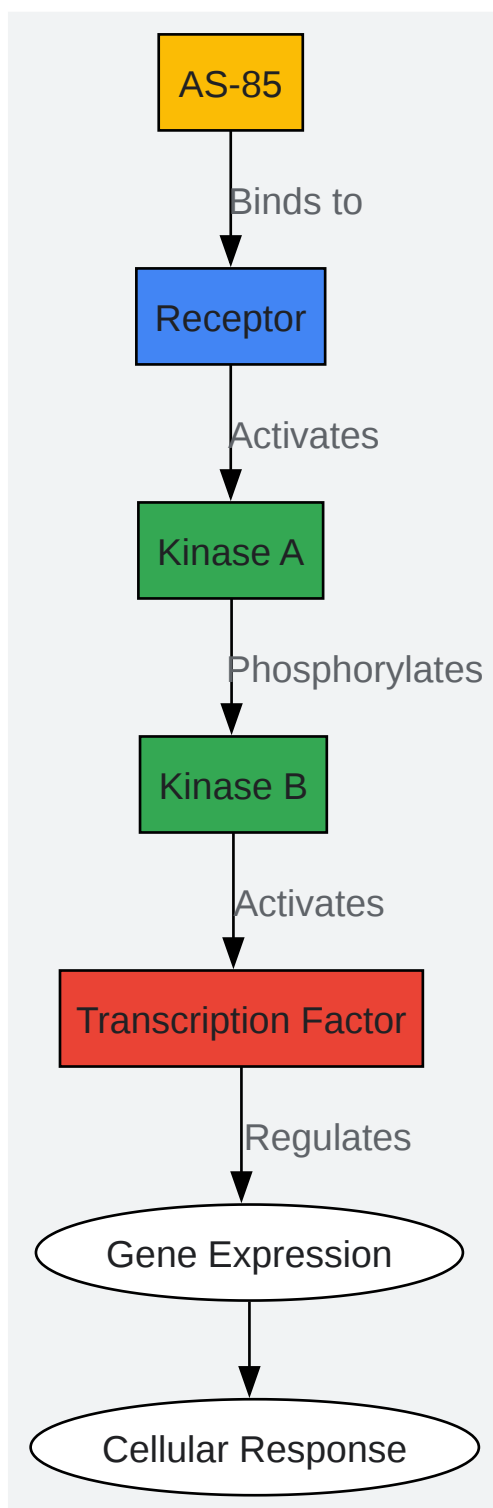 AS-85
Binds to
Receptor
Activates
Kinase A
Phosphorylates
Kinase B
Activates
Transcription Factor
Regulates
Gene Expression
Cellular Response